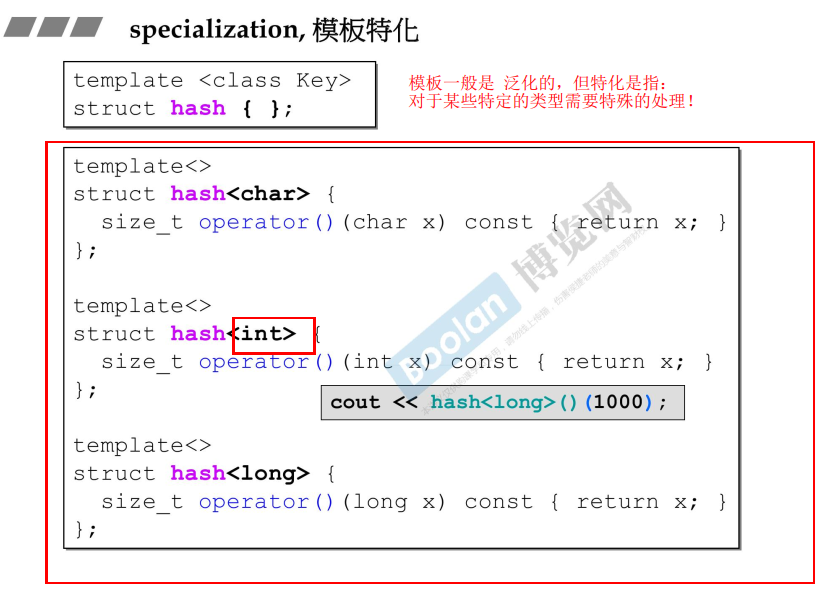 specialization, 模板特化
template <class Key>
struct hash { };
模板一般是 泛化的，但特化是指：
对于某些特定的类型需要特殊的处理！
template<>
struct hash<char> {
size_t operator()(char x) const { return x; }
};
template<>
struct hash<int> {
size_t operator()(int x) const { return x; }
};
cout << hash<long>()(1000);
template<>
struct hash<long> {
size_t operator()(long x) const { return x; }
};
Boolan 博览网